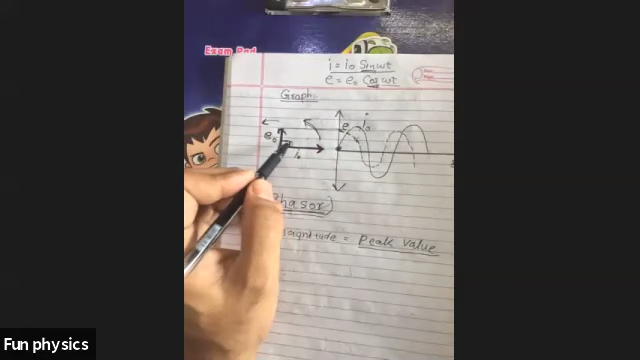 Exam Pad
i = i₀ Sinωt
e = e₀ Cosωt
Graph
e i₀
e₀
i₀
Phasor)
Magnitude = Peak value
Fun physics